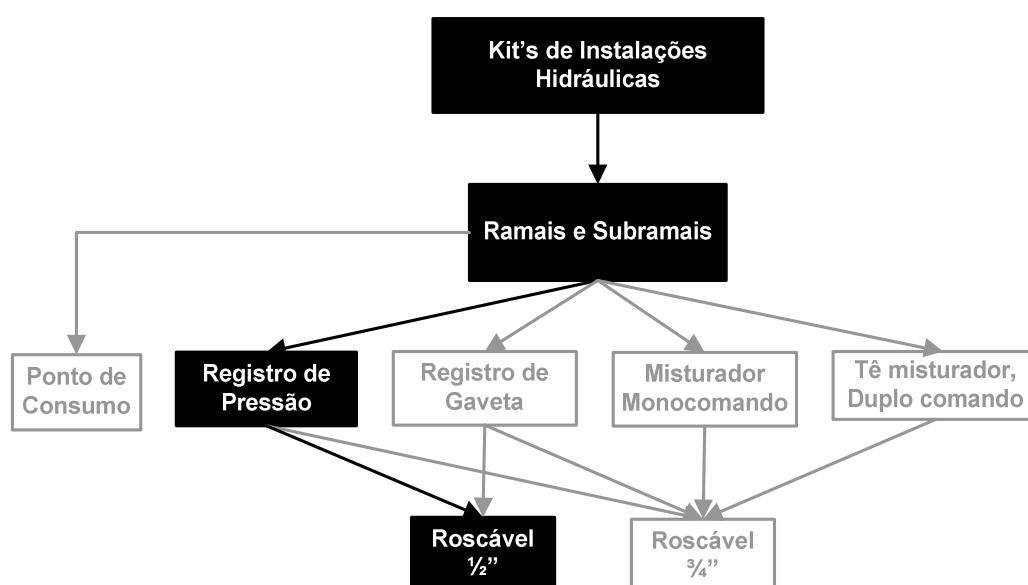 Kit’s de Instalações
Hidráulicas
Ramais e Subramais
Ponto de
Consumo
Registro de
Pressão
Registro de
Gaveta
Misturador
Monocomando
Tê misturador,
Duplo comando
Roscável
½”
Roscável
¾”